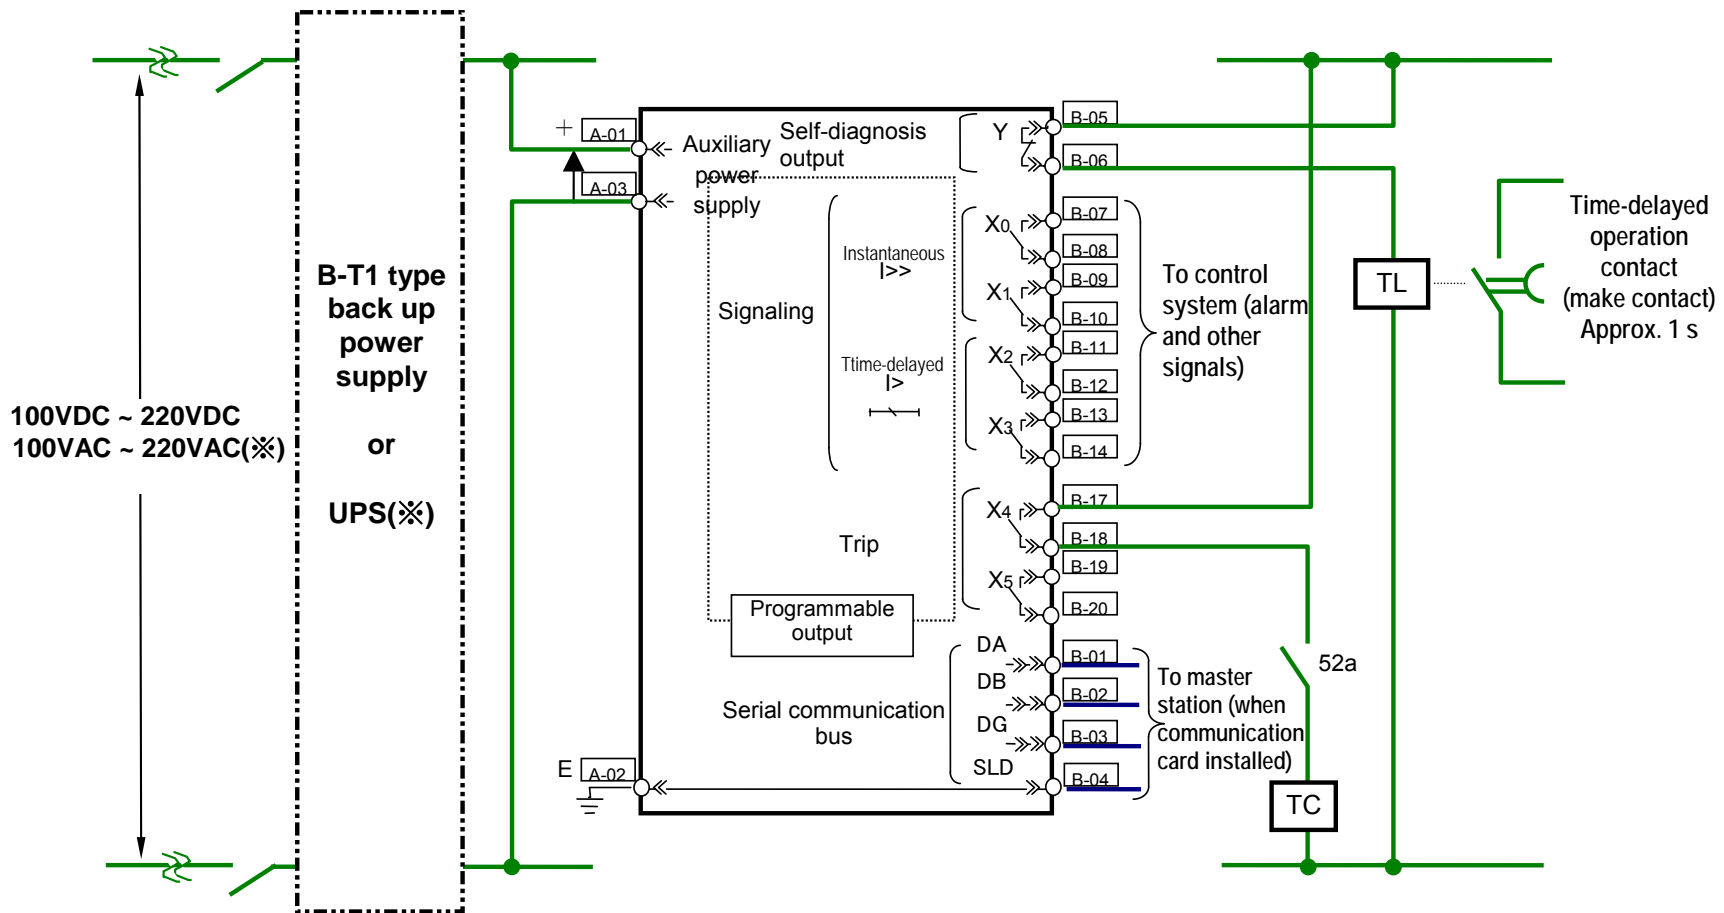 100VDC ~ 220VDC
100VAC ~ 220VAC(※)
B-T1 type
back up
power
supply
or
UPS(※)
+
A-01
A-03
Auxiliary
power
supply
Self-diagnosis
output
Signaling
Instantaneous
I>>
Ttime-delayed
I>
Trip
Programmable
output
Serial communication
bus
E
A-02
Y
X0
X1
X2
X3
X4
X5
DA
DB
DG
SLD
B-05
B-06
B-07
B-08
B-09
B-10
B-11
B-12
B-13
B-14
B-17
B-18
B-19
B-20
B-01
B-02
B-03
B-04
To control
system (alarm
and other
signals)
To master
station (when
communication
card installed)
TL
52a
TC
Time-delayed
operation
contact
(make contact)
Approx. 1 s